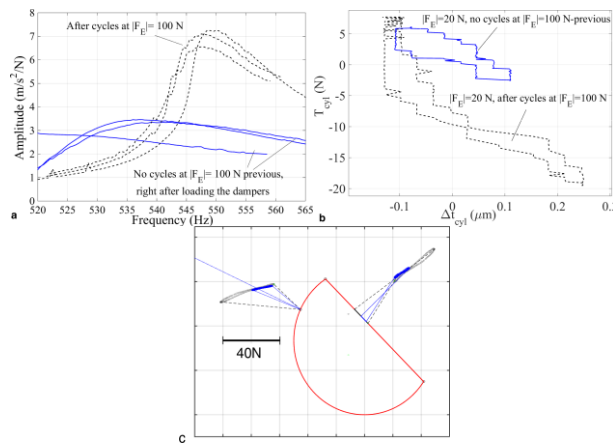 After cycles at |F_E|= 100 N
8
7
6
5
4
3
2
1
Amplitude (m/s²/N)
No cycles at |F_E|= 100 N previous,
right after loading the dampers
520 525 530 535 540 545 550 555 560 565
Frequency (Hz)
a
|F_E|=20 N, no cycles at |F_E|=100 N-previous
5
0
-5
-10
-15
-20
T_cyl (N)
|F_E|=20 N, after cycles at |F_E|=100 N
-0.1 0 0.1 0.2
Δt_cyl (μm)
b
40N
c